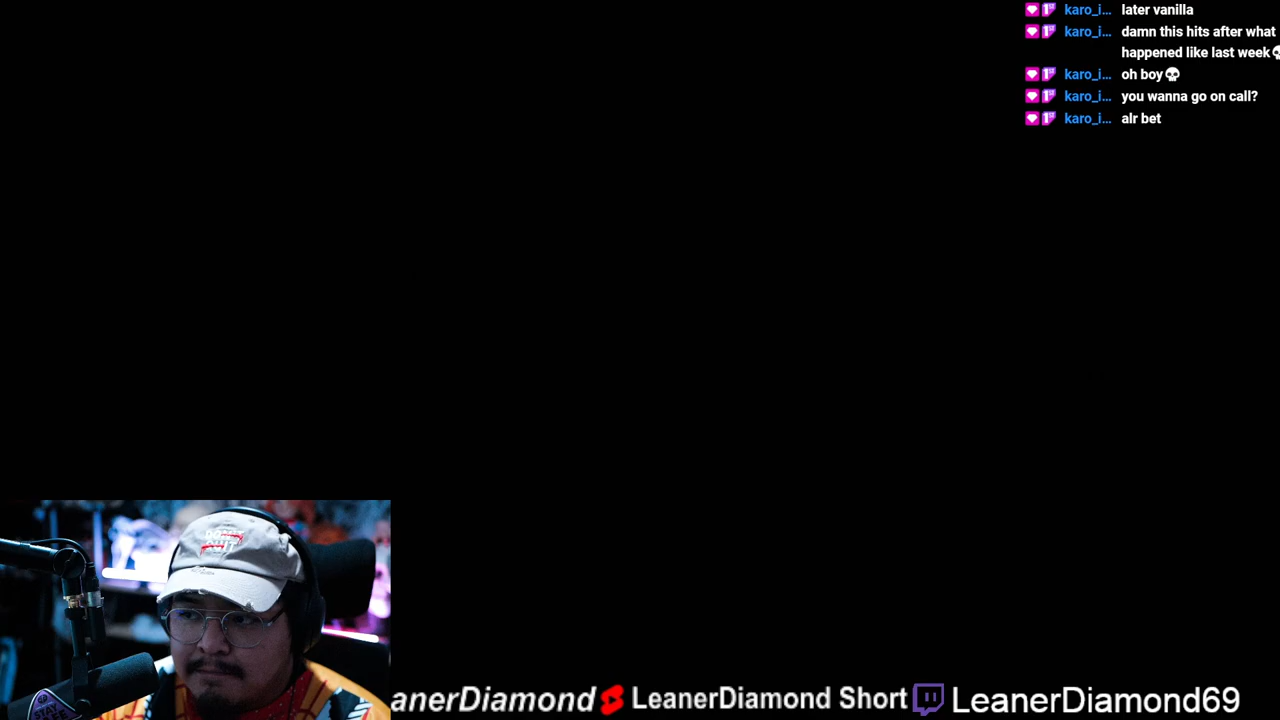 karo_i... later vanilla
karo_i... damn this hits after what
happened like last week💀
karo_i... oh boy💀
karo_i... you wanna go on call?
karo_i... alr bet
STAY
anerDiamond LeanerDiamond Short LeanerDiamond69